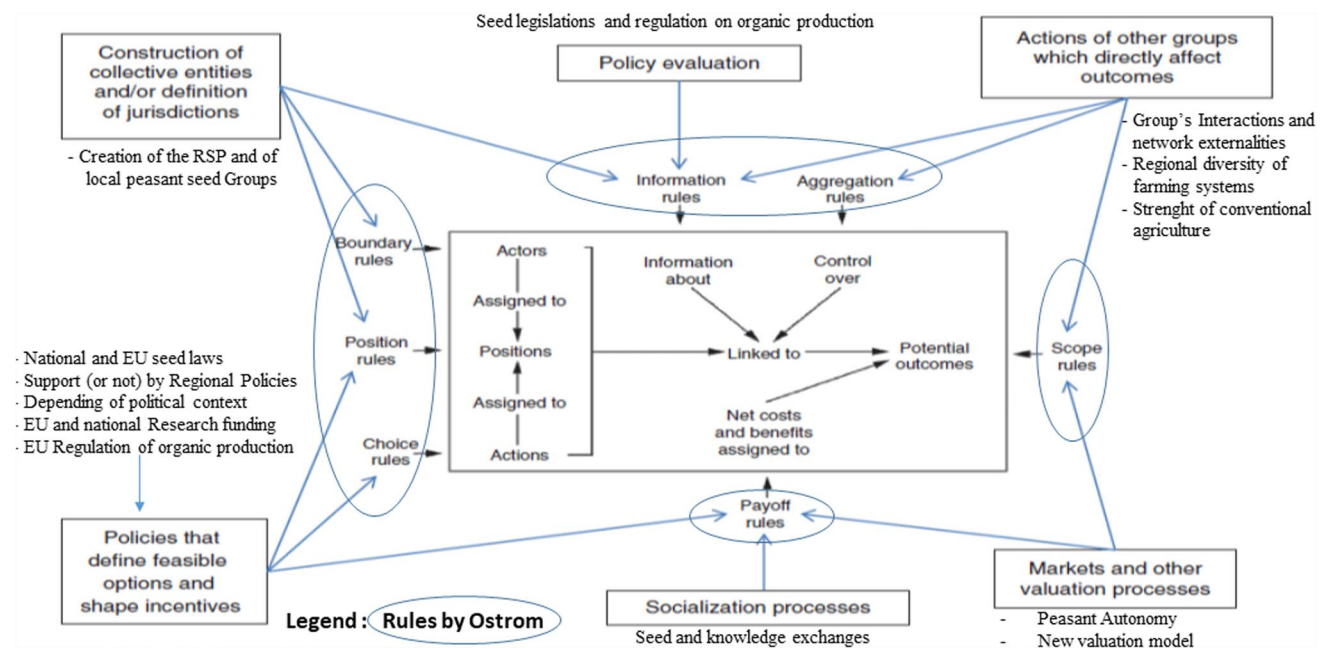 Seed legislations and regulation on organic production
Construction of
collective entities
and/or definition
of jurisdictions
Policy evaluation
Actions of other groups
which directly affect
outcomes
- Creation of the RSP and of
local peasant seed Groups
- Group's Interactions and
network externalities
- Regional diversity of
farming systems
- Strenght of conventional
agriculture
Information
rules
Aggregation
rules
Boundary
rules
Position
rules
Choice
rules
Actors
Assigned to
Positions
Assigned to
Actions
Information
about
Control
over
Linked to
Potential
outcomes
Net costs
and benefits
assigned to
Scope
rules
Payoff
rules
· National and EU seed laws
· Support (or not) by Regional Policies
· Depending of political context
· EU and national Research funding
· EU Regulation of organic production
Policies that
define feasible
options and
shape incentives
Legend : Rules by Ostrom
Socialization processes
Seed and knowledge exchanges
Markets and other
valuation processes
- Peasant Autonomy
- New valuation model